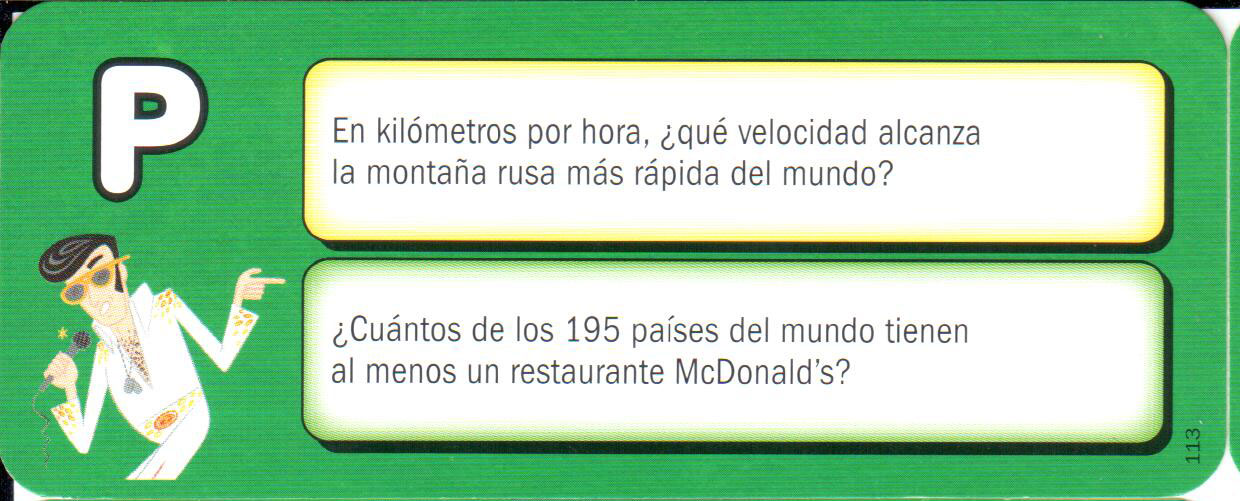 P
En kilómetros por hora, ¿qué velocidad alcanza
la montaña rusa más rápida del mundo?
¿Cuántos de los 195 países del mundo tienen
al menos un restaurante McDonald’s?
113